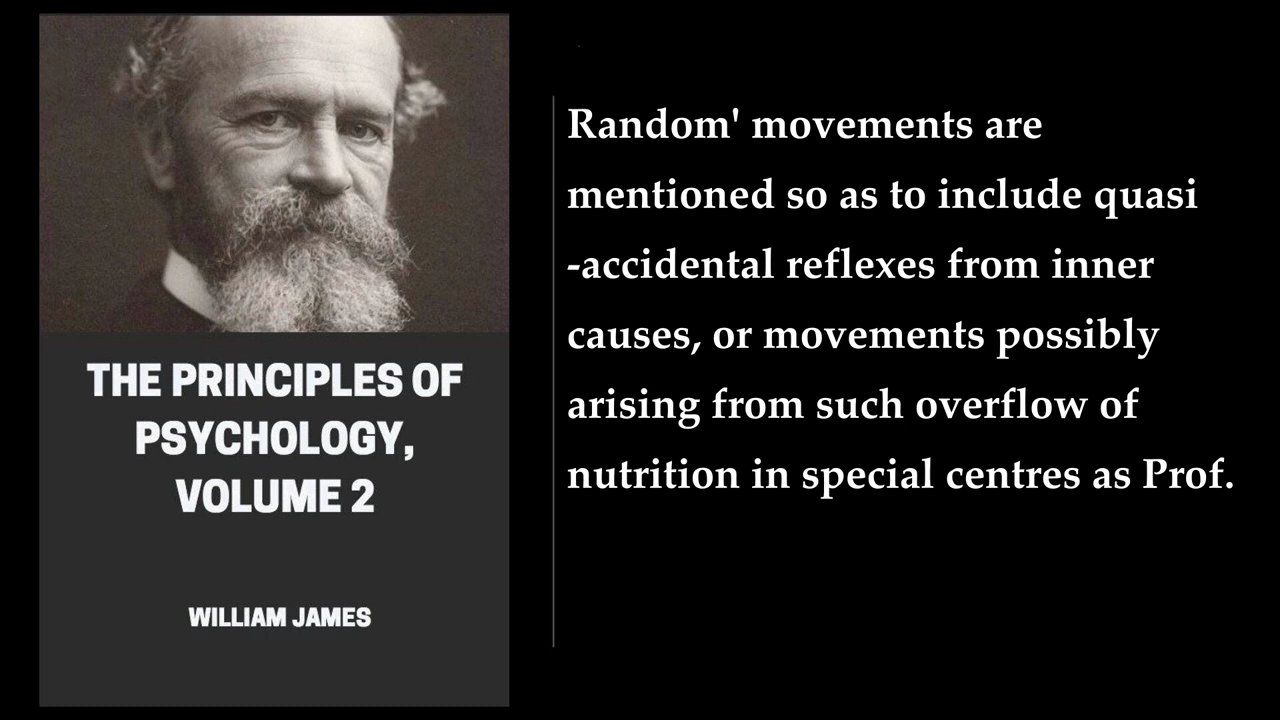 THE PRINCIPLES OF
PSYCHOLOGY,
VOLUME 2
WILLIAM JAMES
Random' movements are
mentioned so as to include quasi
-accidental reflexes from inner
causes, or movements possibly
arising from such overflow of
nutrition in special centres as Prof.